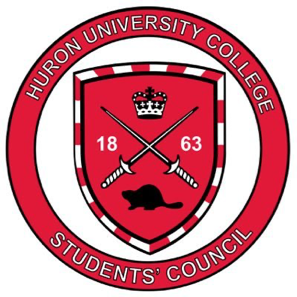 HURON UNIVERSITY COLLEGE
18 63
STUDENTS' COUNCIL